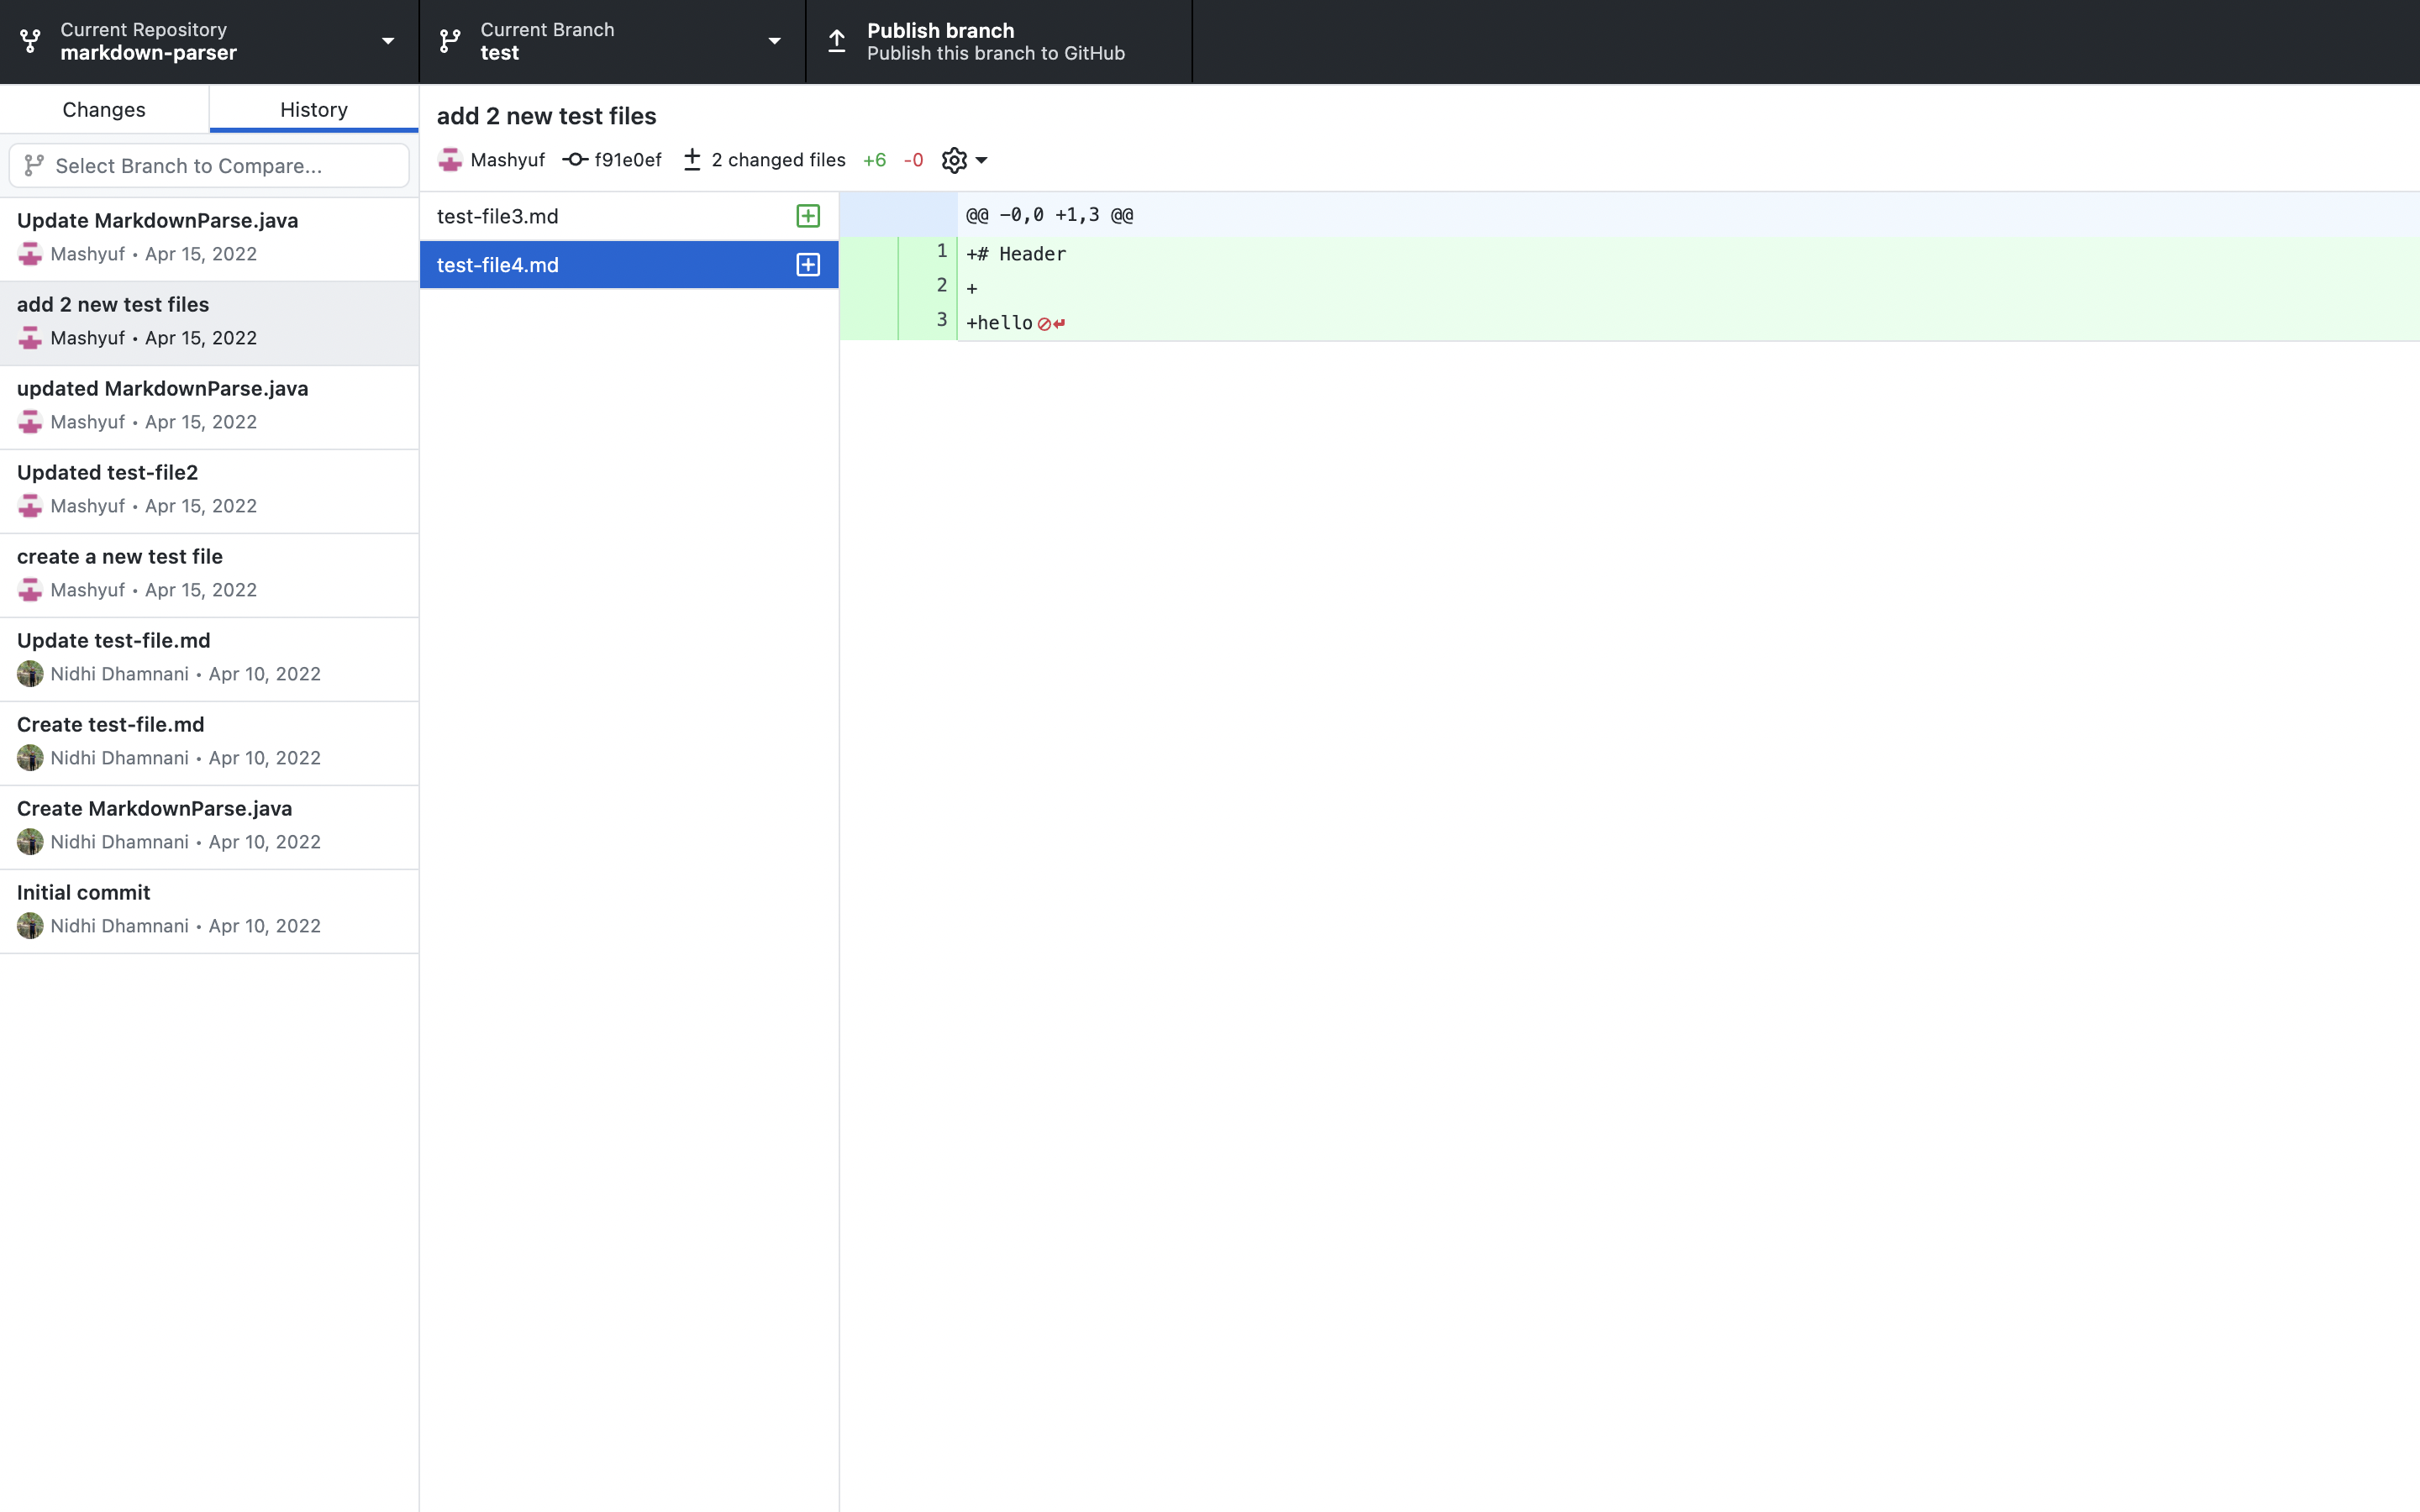 Current Repository
markdown-parser
Current Branch
test
Publish branch
Publish this branch to GitHub
Changes
History
Select Branch to Compare...
Update MarkdownParse.java
Mashyuf • Apr 15, 2022
add 2 new test files
Mashyuf • Apr 15, 2022
updated MarkdownParse.java
Mashyuf • Apr 15, 2022
Updated test-file2
Mashyuf • Apr 15, 2022
create a new test file
Mashyuf • Apr 15, 2022
Update test-file.md
Nidhi Dhamnani • Apr 10, 2022
Create test-file.md
Nidhi Dhamnani • Apr 10, 2022
Create MarkdownParse.java
Nidhi Dhamnani • Apr 10, 2022
Initial commit
Nidhi Dhamnani • Apr 10, 2022
add 2 new test files
Mashyuf f91e0ef 2 changed files +6 -0
test-file3.md
test-file4.md
@@ -0,0 +1,3 @@
1 +# Header
2 +
3 +hello